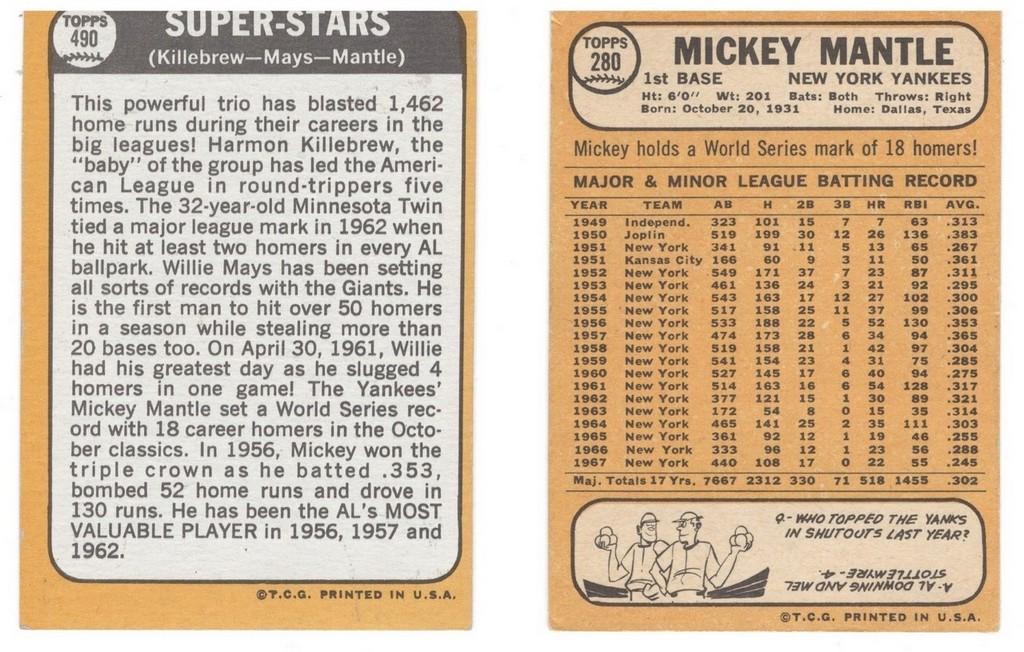 TOPPS
490
SUPER-STARS
(Killebrew—Mays—Mantle)
This powerful trio has blasted 1,462
home runs during their careers in the
big leagues! Harmon Killebrew, the
"baby" of the group has led the Ameri-
can League in round-trippers five
times. The 32-year-old Minnesota Twin
tied a major league mark in 1962 when
he hit at least two homers in every AL
ballpark. Willie Mays has been setting
all sorts of records with the Giants. He
is the first man to hit over 50 homers
in a season while stealing more than
20 bases too. On April 30, 1961, Willie
had his greatest day as he slugged 4
homers in one game! The Yankees'
Mickey Mantle set a World Series rec-
ord with 18 career homers in the Octo-
ber classics. In 1956, Mickey won the
triple crown as he batted .353,
bombed 52 home runs and drove in
130 runs. He has been the AL's MOST
VALUABLE PLAYER in 1956, 1957 and
1962.
©T.C.G. PRINTED IN U.S.A.
TOPPS
280
MICKEY MANTLE
1st BASE NEW YORK YANKEES
Ht: 6'0" Wt: 201 Bats: Both Throws: Right
Born: October 20, 1931 Home: Dallas, Texas
Mickey holds a World Series mark of 18 homers!
MAJOR & MINOR LEAGUE BATTING RECORD
YEAR TEAM AB H 2B 3B HR RBI AVG.
1949 Independ. 323 101 15 7 7 63 .313
1950 Joplin 519 199 30 12 26 136 .383
1951 New York 341 91 11 5 13 65 .267
1951 Kansas City 166 60 9 3 11 50 .361
1952 New York 549 171 37 7 23 87 .311
1953 New York 461 136 24 3 21 92 .295
1954 New York 543 163 17 12 27 102 .300
1955 New York 517 158 25 11 37 99 .306
1956 New York 533 188 22 5 52 130 .353
1957 New York 474 173 28 6 34 94 .365
1958 New York 519 158 21 1 42 97 .304
1959 New York 541 154 23 4 31 75 .285
1960 New York 527 145 17 6 40 94 .275
1961 New York 514 163 16 6 54 128 .317
1962 New York 377 121 15 1 30 89 .321
1963 New York 172 54 8 0 15 35 .314
1964 New York 465 141 25 2 35 111 .303
1965 New York 361 92 12 1 19 46 .255
1966 New York 333 96 12 1 23 56 .288
1967 New York 440 108 17 0 22 55 .245
Maj. Totals 17 Yrs. 7667 2312 330 71 518 1455 .302
Q-WHO TOPPED THE YANKS
IN SHUTOUTS LAST YEAR?
A-AL DOWNING AND MEL
STOTTLEMYRE-4.
©T.C.G. PRINTED IN U.S.A.